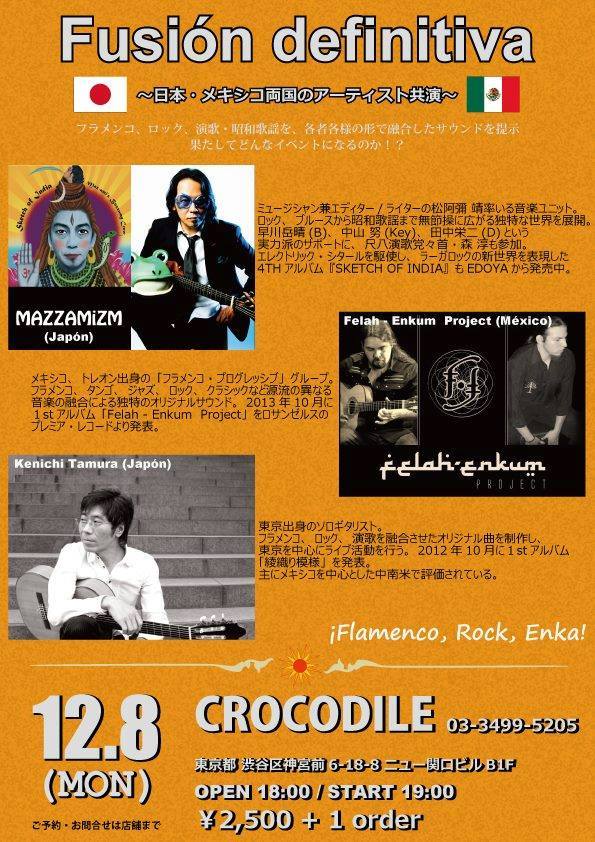 Fusión definitiva
～日本・メキシコ両国のアーティスト共演～
フラメンコ、ロック、演歌・昭和歌謡を、各者各様の形で融合したサウンドを提示
果たしてどんなイベントになるのか！？
Sketch of India
MAZZAMiZM
(Japón)
ミュージシャン兼エディター / ライターの松阿彌 靖率いる音楽ユニット。
ロック、ブルースから昭和歌謡まで無節操に広がる独特な世界を展開。
早川岳晴 (B)、中山 努 (Key)、田中栄二 (D) という
実力派のサポートに、尺八演歌党々首・森 淳も参加。
エレクトリック・シタールを駆使し、ラーガロックの新世界を表現した
4TH アルバム『SKETCH OF INDIA』も EDOYA から発売中。
Felah - Enkum Project (México)
メキシコ、トレオン出身の「フラメンコ・プログレッシブ」グループ。
フラメンコ、タンゴ、ジャズ、ロック、クラシックなど源流の異なる
音楽の融合による独特のオリジナルサウンド。2013 年 10 月に
1st アルバム「Felah - Enkum Project」をロサンゼルスの
プレミア・レコードより発表。
Felah-Enkum
PROJECT
Kenichi Tamura (Japón)
東京出身のソロギタリスト。
フラメンコ、ロック、演歌を融合させたオリジナル曲を制作し、
東京を中心にライブ活動を行う。2012 年 10 月に 1st アルバム
「綾織り模様」を発表。
主にメキシコを中心とした中南米で評価されている。
¡Flamenco, Rock, Enka!
12.8
(MON)
ご予約・お問合せは店舗まで
CROCODILE 03-3499-5205
東京都 渋谷区神宮前 6-18-8 ニュー関口ビル B1F
OPEN 18:00 / START 19:00
￥2,500 + 1 order